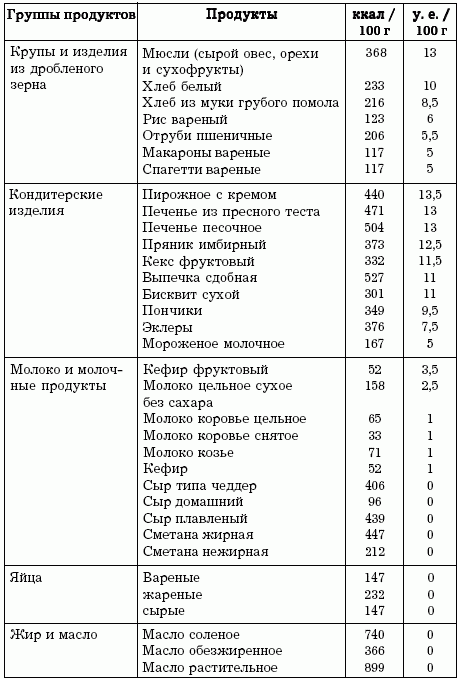 Группы продуктов Продукты ккал / у. е. /
100 г 100 г
Крупы и изделия Мюсли (сырой овес, орехи 368 13
из дробленого и сухофрукты)
зерна Хлеб белый 233 10
Хлеб из муки грубого помола 216 8,5
Рис вареный 123 6
Отруби пшеничные 206 5,5
Макароны вареные 117 5
Спагетти вареные 117 5
Кондитерские Пирожное с кремом 440 13,5
изделия Печенье из пресного теста 471 13
Печенье песочное 504 13
Пряник имбирный 373 12,5
Кекс фруктовый 332 11,5
Выпечка сдобная 527 11
Бисквит сухой 301 11
Пончики 349 9,5
Эклеры 376 7,5
Мороженое молочное 167 5
Молоко и молоч- Кефир фруктовый 52 3,5
ные продукты Молоко цельное сухое 158 2,5
без сахара
Молоко коровье цельное 65 1
Молоко коровье снятое 33 1
Молоко козье 71 1
Кефир 52 1
Сыр типа чеддер 406 0
Сыр домашний 96 0
Сыр плавленый 439 0
Сметана жирная 447 0
Сметана нежирная 212 0
Яйца Вареные 147 0
жареные 232 0
сырые 147 0
Жир и масло Масло соленое 740 0
Масло обезжиренное 366 0
Масло растительное 899 0